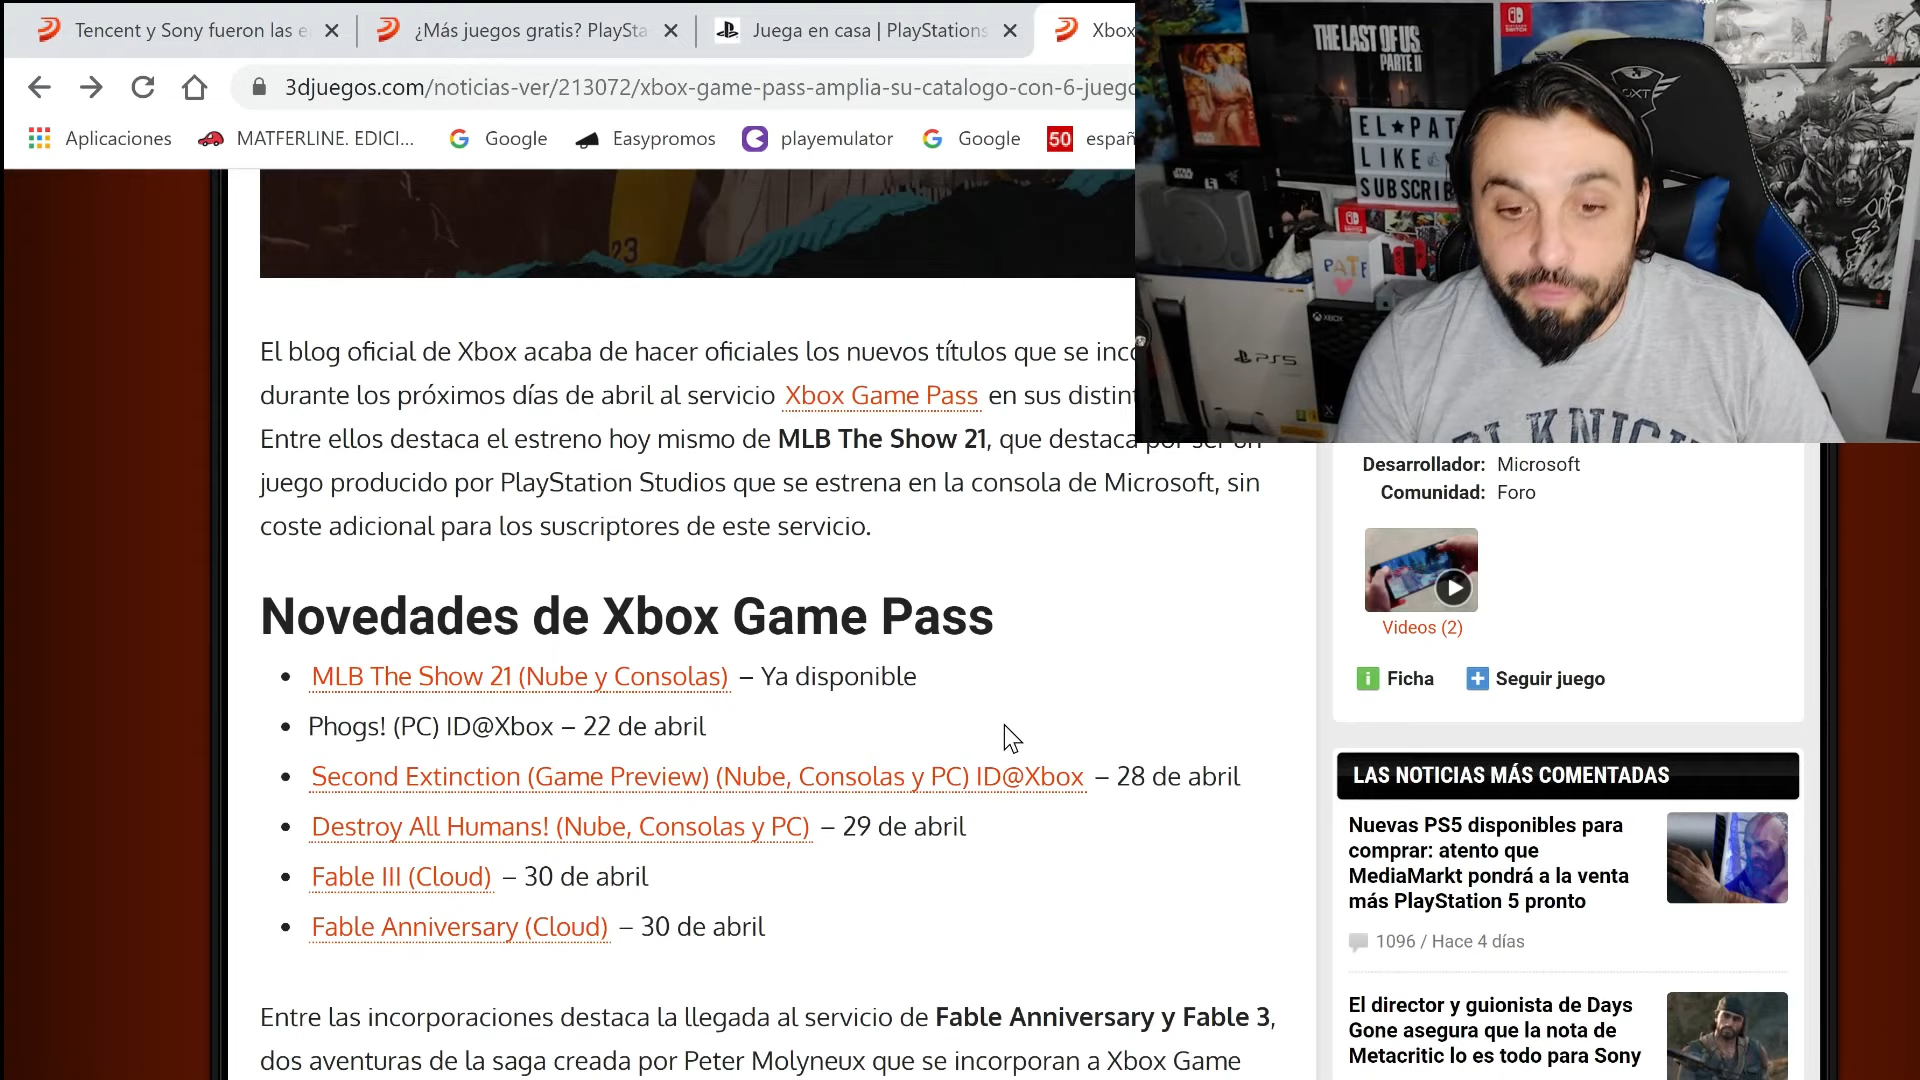 Tencent y Sony fueron las e
¿Más juegos gratis? PlaySta
Juega en casa | PlayStations
Xbox
3djuegos.com/noticias-ver/213072/xbox-game-pass-amplia-su-catalogo-con-6-juego
Aplicaciones
MATFERLINE. EDICI...
Google
Easypromos
playemulator
Google
50 españ
THE LAST OF US
PARTE II
EL★PAT
LIKE
SUBSCRIB
PATF
XBOX
PS5
23
El blog oficial de Xbox acaba de hacer oficiales los nuevos títulos que se inco
durante los próximos días de abril al servicio Xbox Game Pass en sus distint
Entre ellos destaca el estreno hoy mismo de MLB The Show 21, que destaca por ser un
juego producido por PlayStation Studios que se estrena en la consola de Microsoft, sin
coste adicional para los suscriptores de este servicio.
Novedades de Xbox Game Pass
• MLB The Show 21 (Nube y Consolas) – Ya disponible
• Phogs! (PC) ID@Xbox – 22 de abril
• Second Extinction (Game Preview) (Nube, Consolas y PC) ID@Xbox – 28 de abril
• Destroy All Humans! (Nube, Consolas y PC) – 29 de abril
• Fable III (Cloud) – 30 de abril
• Fable Anniversary (Cloud) – 30 de abril
Entre las incorporaciones destaca la llegada al servicio de Fable Anniversary y Fable 3,
dos aventuras de la saga creada por Peter Molyneux que se incorporan a Xbox Game
Desarrollador: Microsoft
Comunidad: Foro
Videos (2)
Ficha
Seguir juego
LAS NOTICIAS MÁS COMENTADAS
Nuevas PS5 disponibles para
comprar: atento que
MediaMarkt pondrá a la venta
más PlayStation 5 pronto
1096 / Hace 4 días
El director y guionista de Days
Gone asegura que la nota de
Metacritic lo es todo para Sony